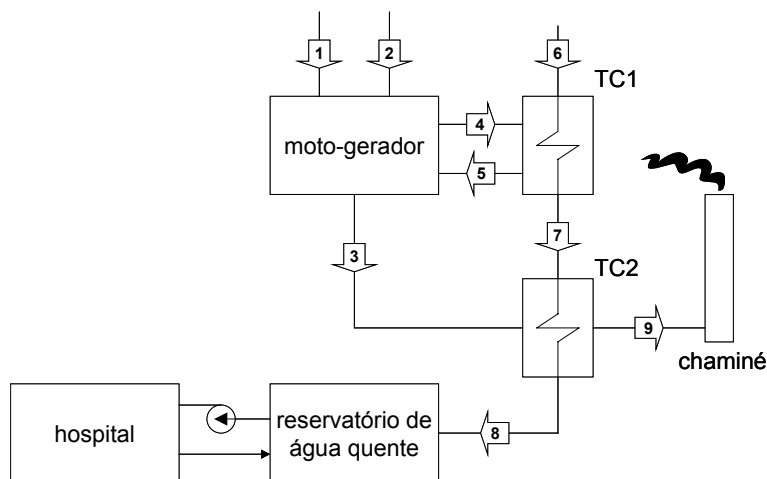 1
2
6
TC1
moto-gerador
4
5
7
3
TC2
9
chaminé
hospital
reservatório de
água quente
8